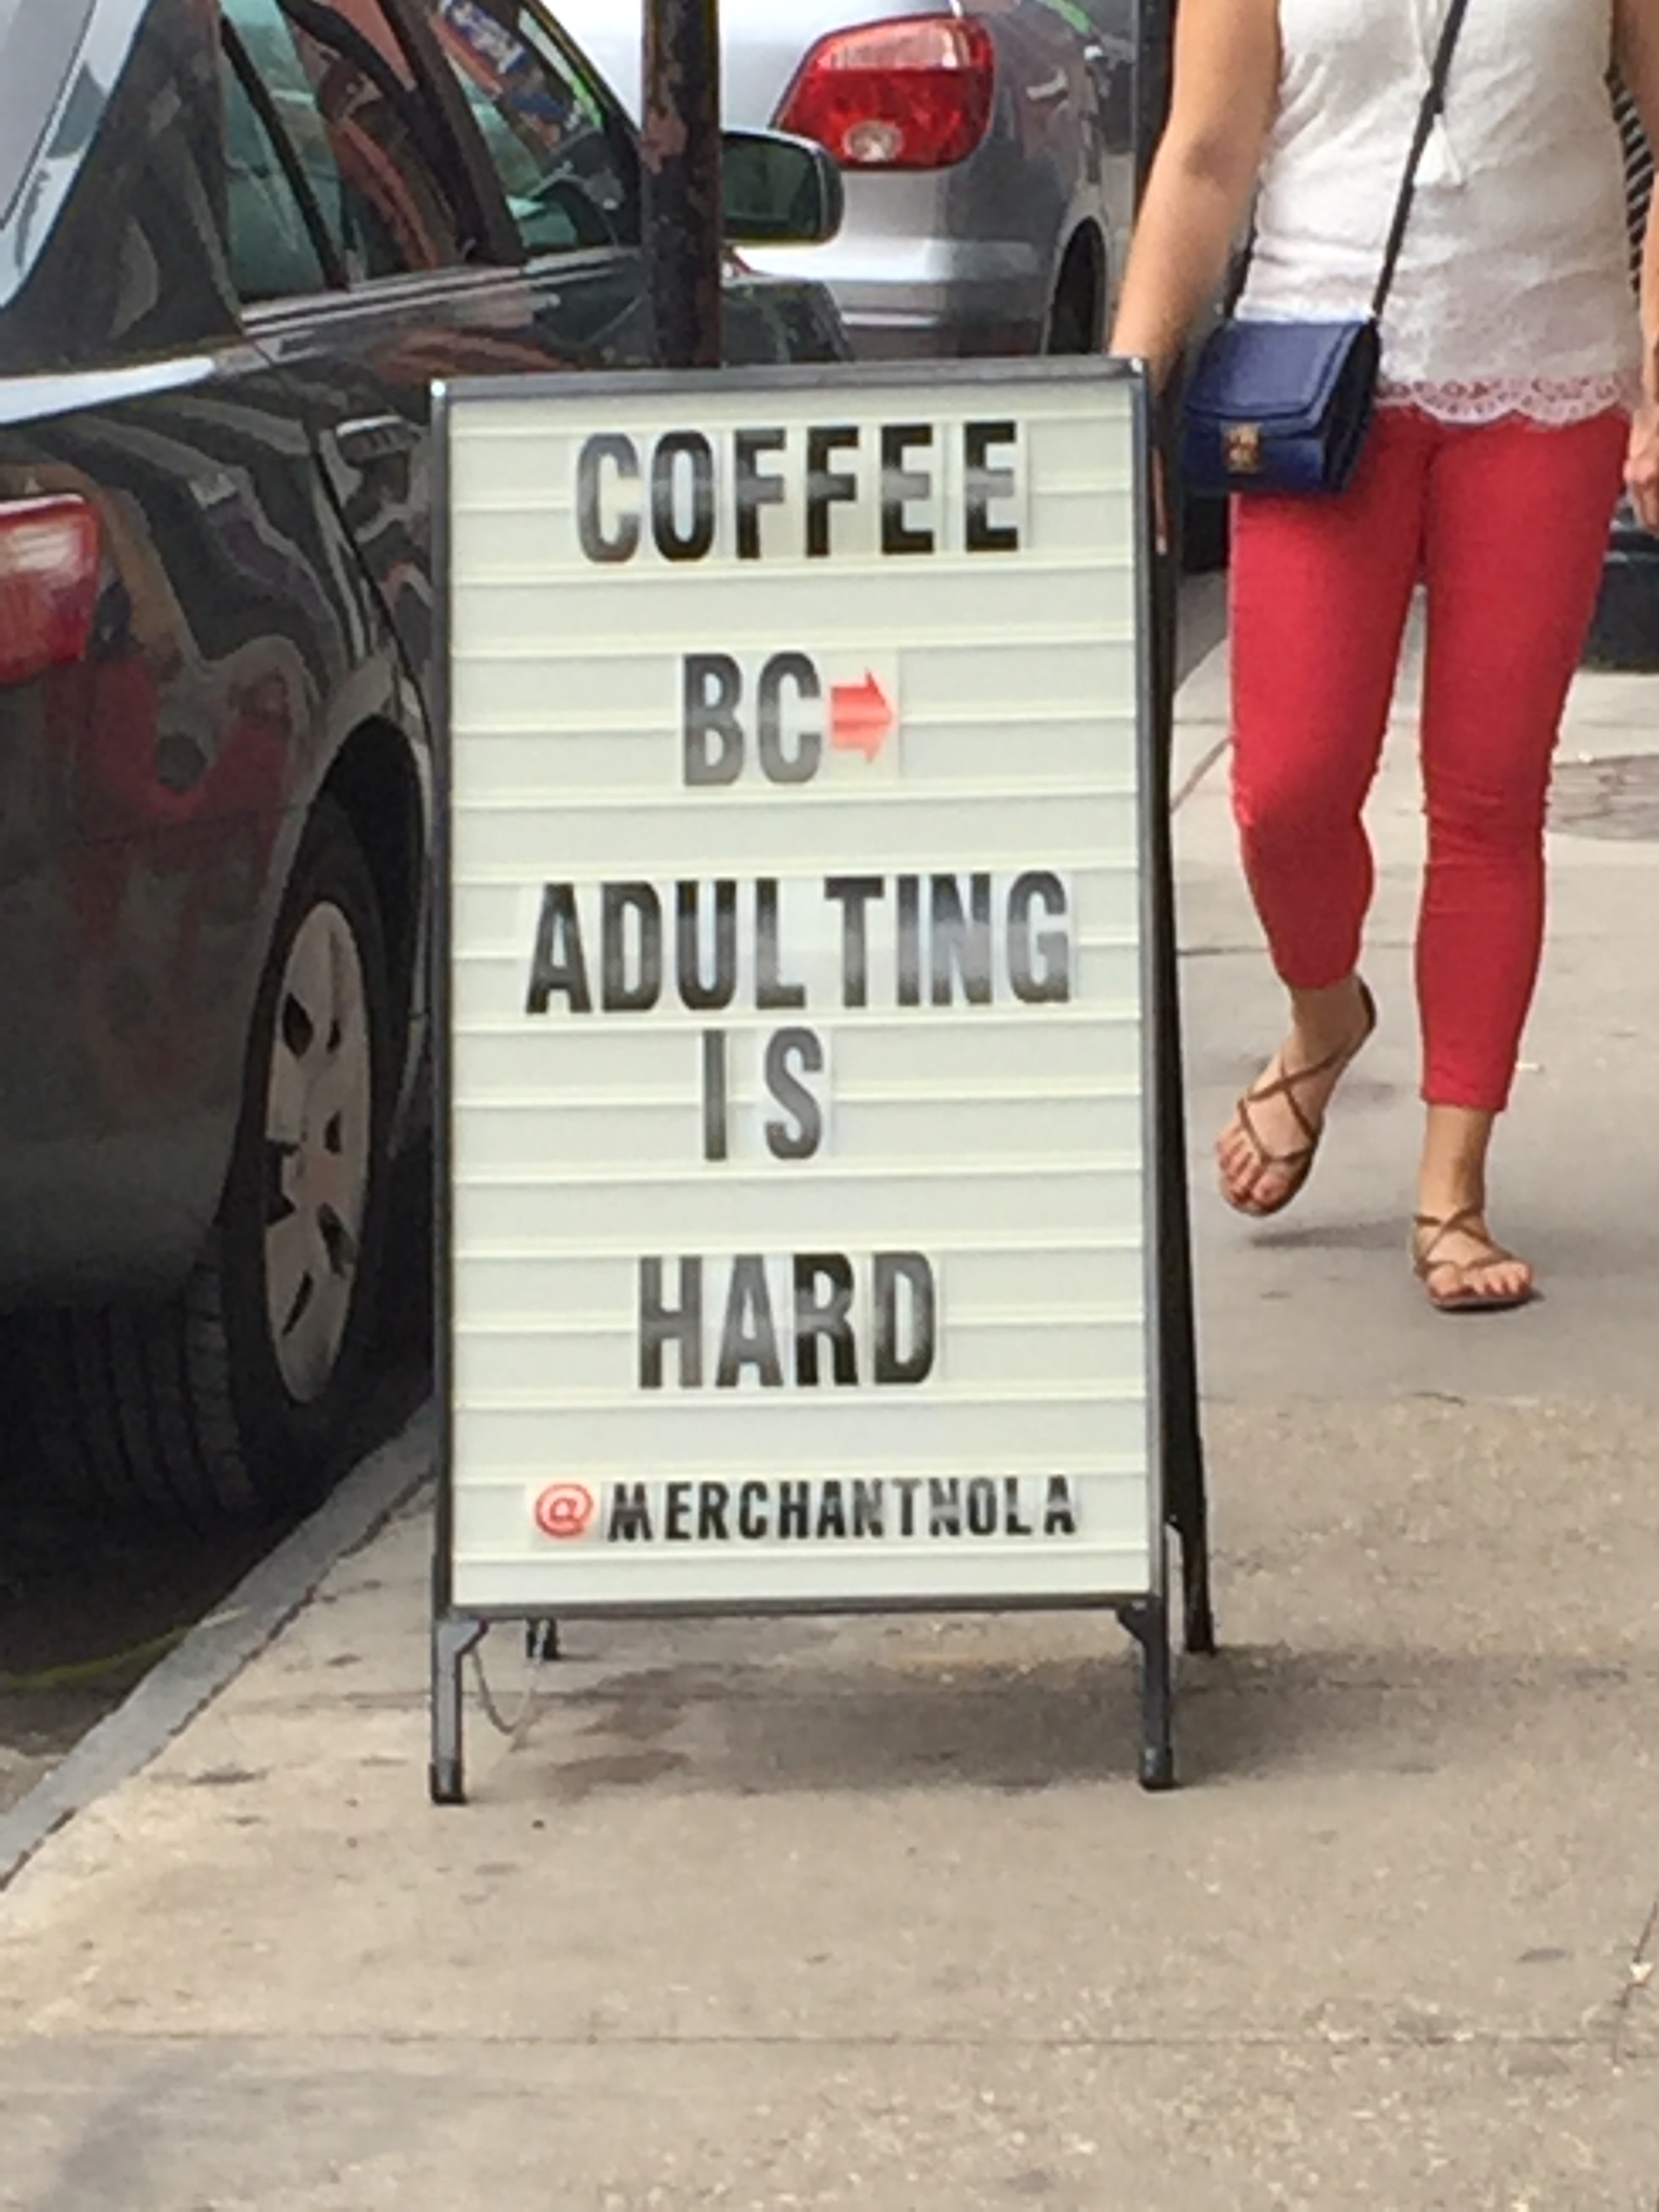 COFFEE
BC➡
ADULTING
IS
HARD
@MERCHANTNOLA